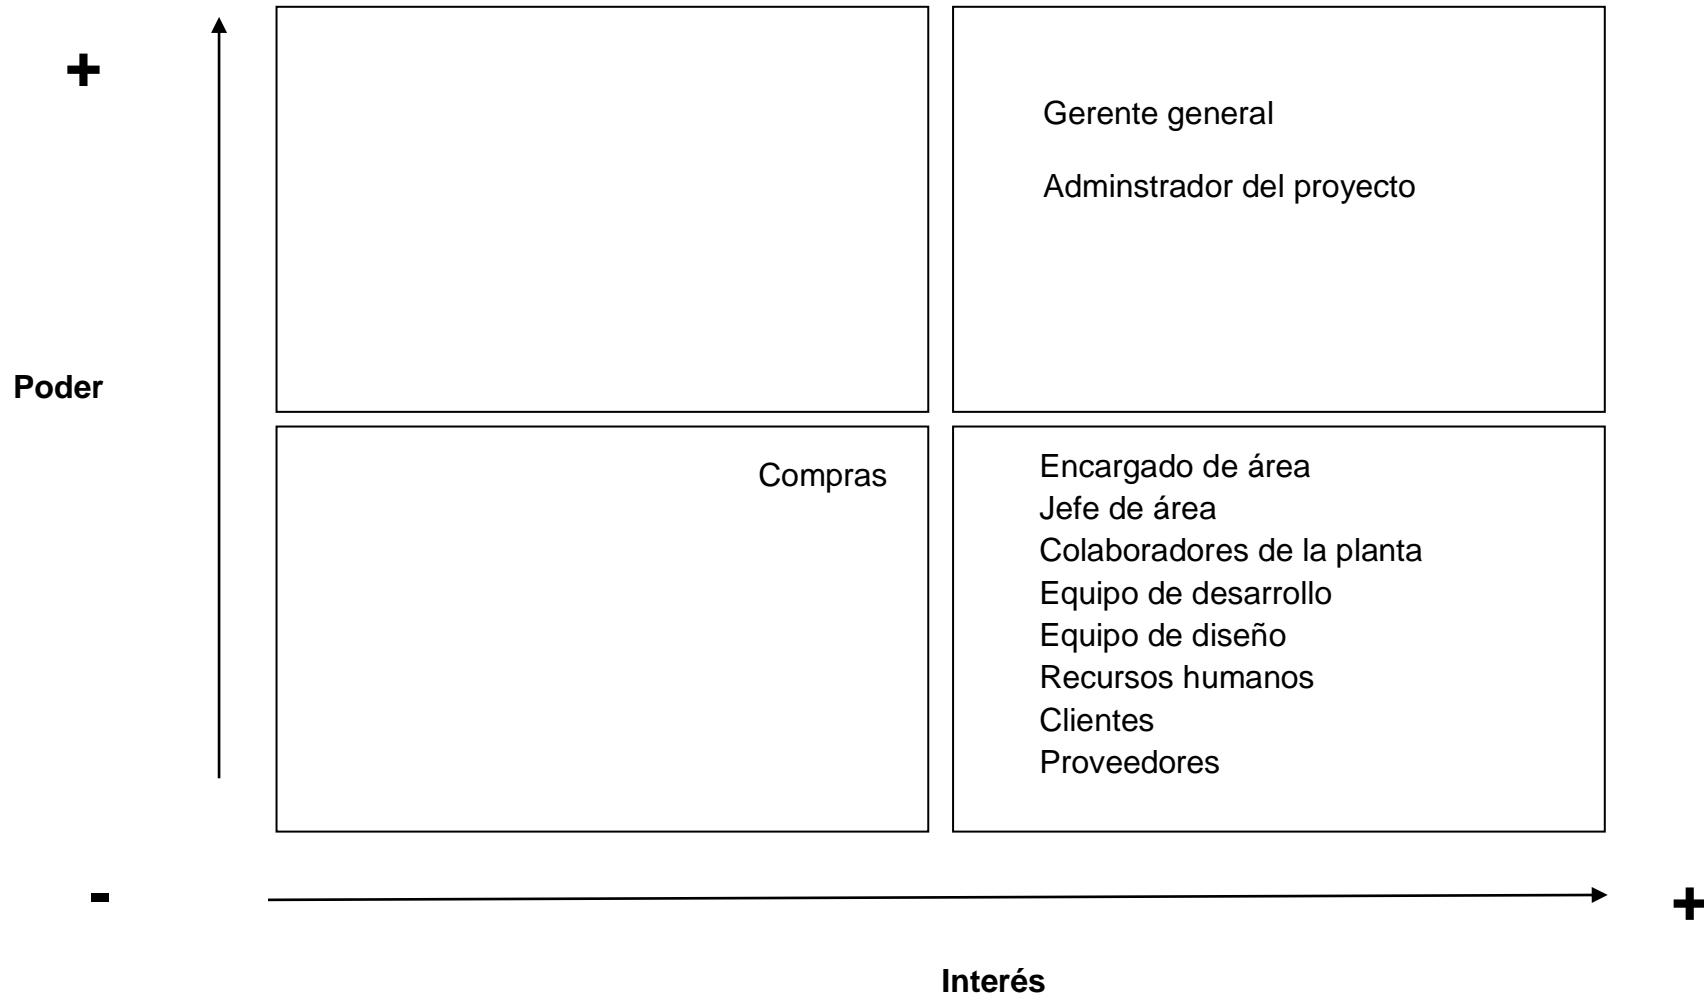 +
Gerente general
Adminstrador del proyecto
Poder
Compras
Encargado de área
Jefe de área
Colaboradores de la planta
Equipo de desarrollo
Equipo de diseño
Recursos humanos
Clientes
Proveedores
-
+
Interés